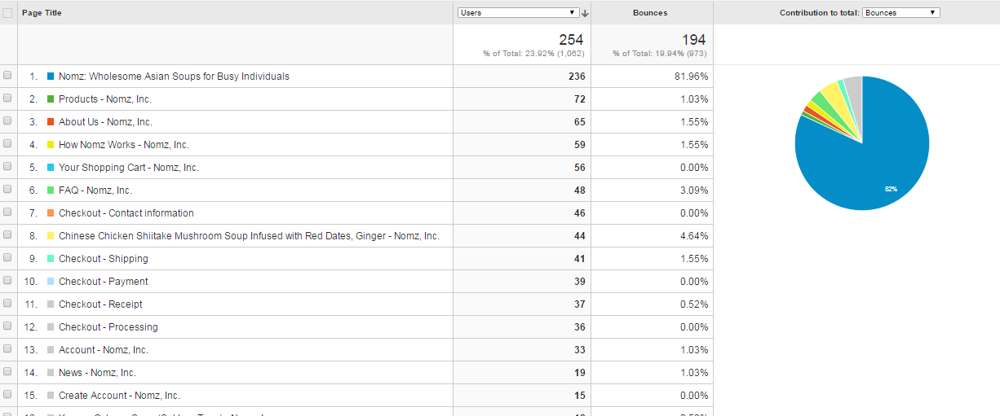 Page Title Users Bounces Contribution to total: Bounces
254 194
% of Total: 23.92% (1,062) % of Total: 19.94% (973)
1. Nomz: Wholesome Asian Soups for Busy Individuals 236 81.96%
2. Products - Nomz, Inc. 72 1.03%
3. About Us - Nomz, Inc. 65 1.55%
4. How Nomz Works - Nomz, Inc. 59 1.55%
5. Your Shopping Cart - Nomz, Inc. 56 0.00%
6. FAQ - Nomz, Inc. 48 3.09%
7. Checkout - Contact information 46 0.00%
8. Chinese Chicken Shiitake Mushroom Soup Infused with Red Dates, Ginger - Nomz, Inc. 44 4.64%
9. Checkout - Shipping 41 1.55%
10. Checkout - Payment 39 0.00%
11. Checkout - Receipt 37 0.52%
12. Checkout - Processing 36 0.00%
13. Account - Nomz, Inc. 33 1.03%
14. News - Nomz, Inc. 19 1.03%
15. Create Account - Nomz, Inc. 15 0.00%
82%